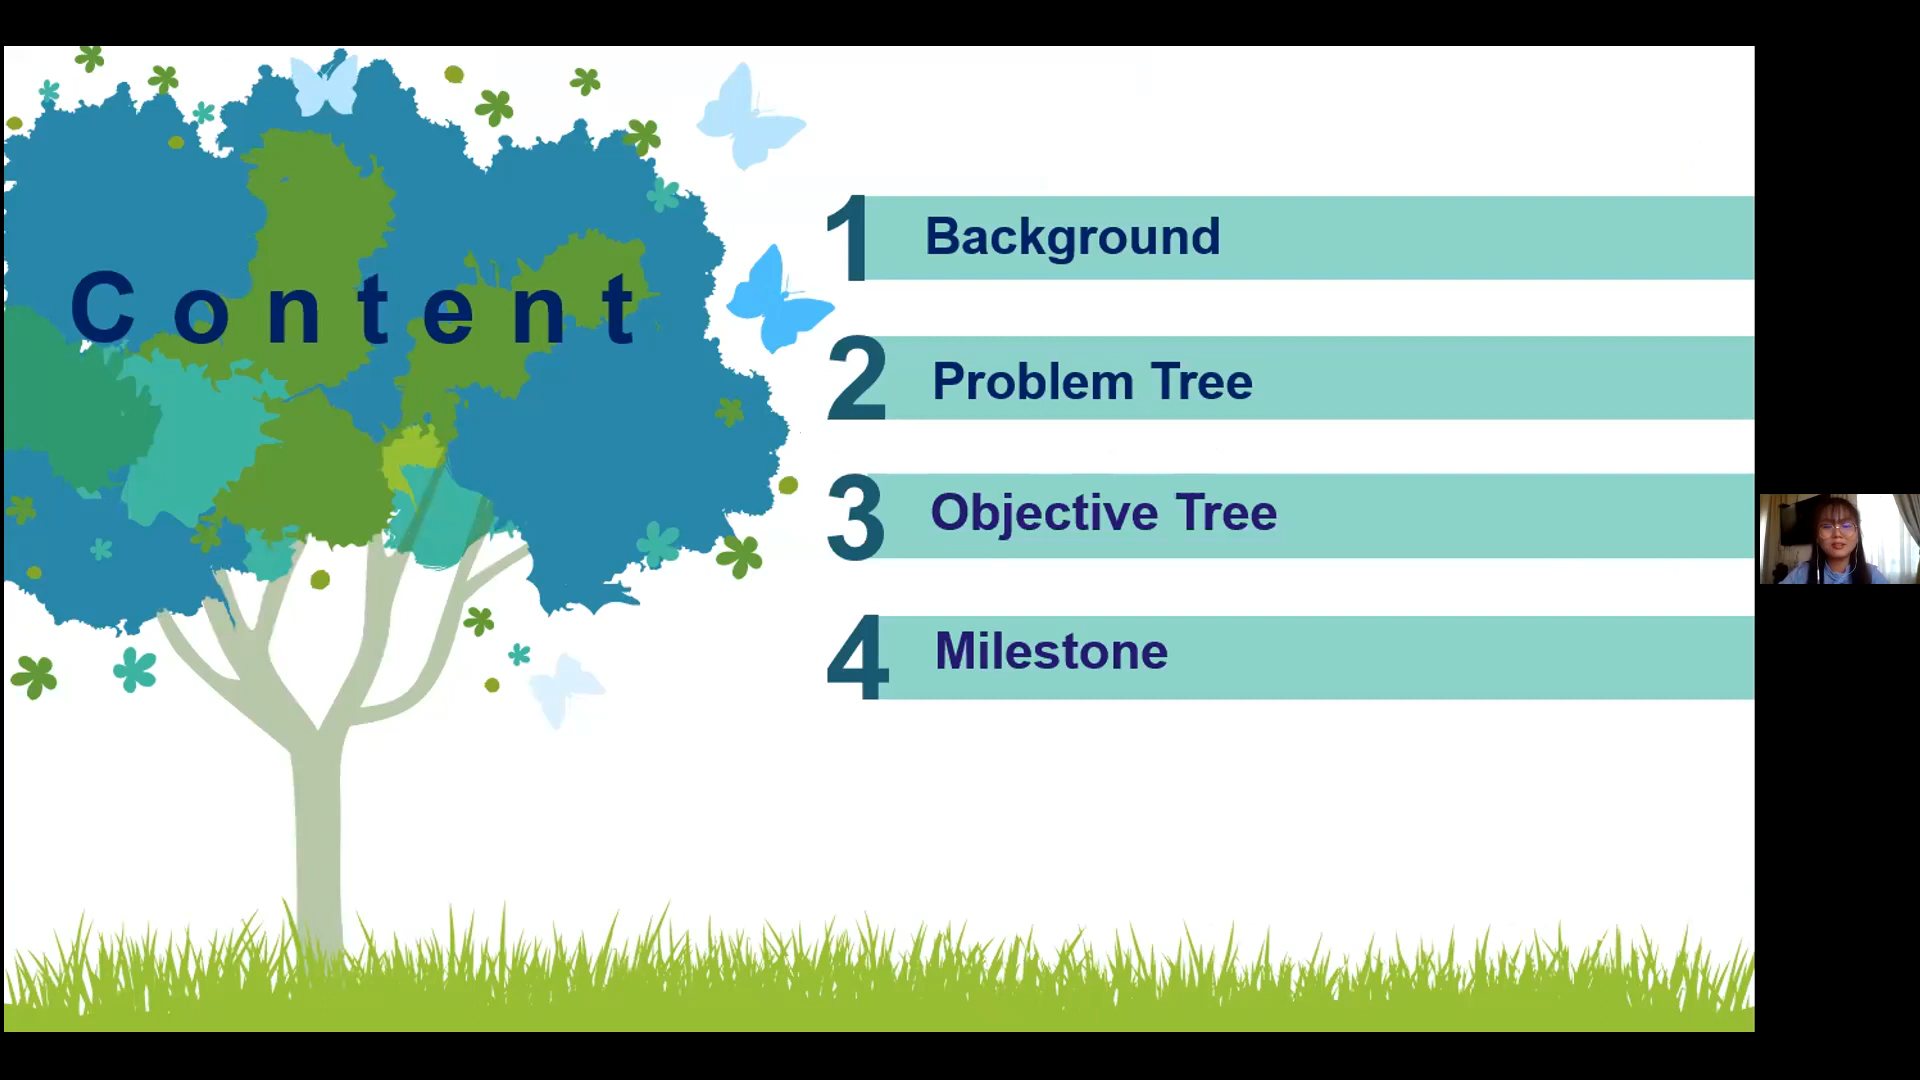 Content
1 Background
2 Problem Tree
3 Objective Tree
4 Milestone